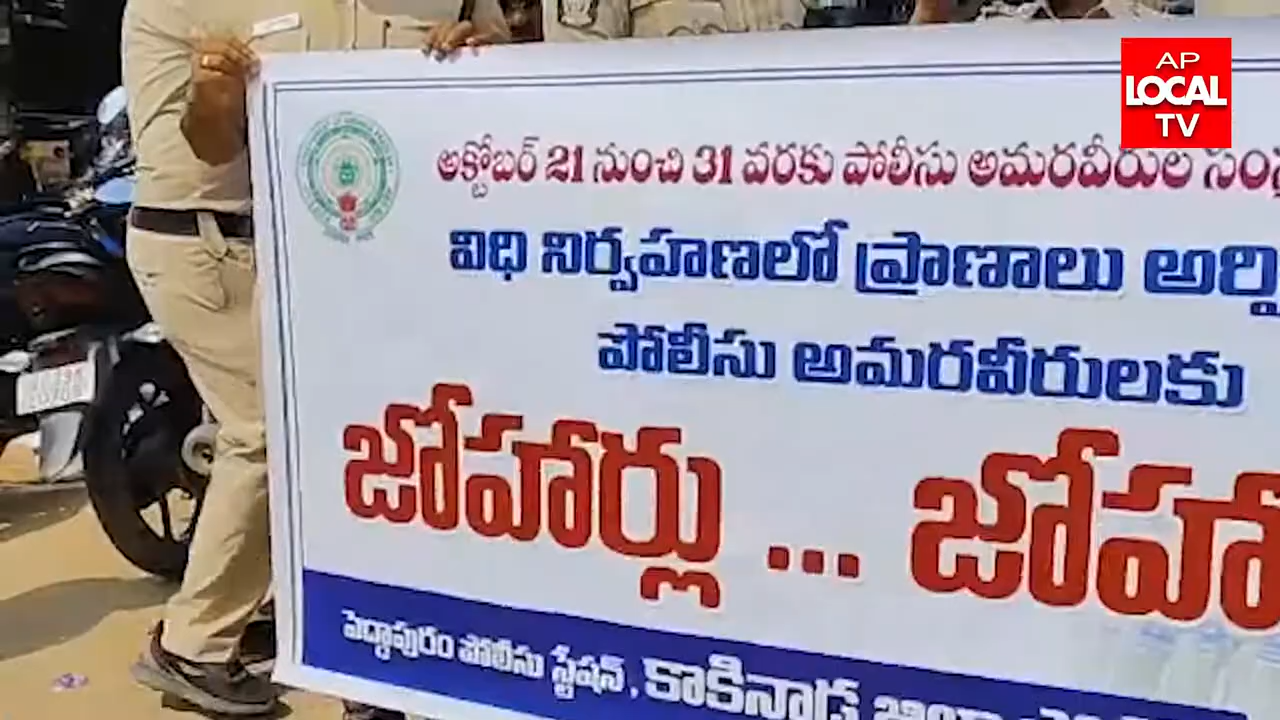 AP
LOCAL
TV
అక్టోబర్ 21 నుంచి 31 వరకు పోలీసు అమరవీరుల
విధి నిర్వహణలో ప్రాణాలు
పోలీసు అమరవీరులకు
జోహార్లు ... జోహా
పెద్దాపురం పోలీసు స్టేషన్, కాకినాడ జిల్లా